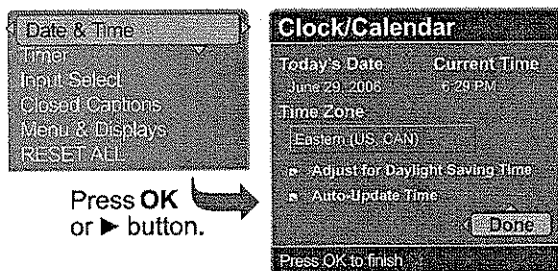 Date & Time
Timer
Input Select
Closed Captions
Menu & Displays
RESET ALL
Press OK
or ► button.
Clock/Calendar
Today's Date Current Time
June 29, 2006 6:29 PM
Time Zone
Eastern (US, CAN)
Adjust for Daylight Saving Time
Auto-Update Time
Done
Press OK to finish